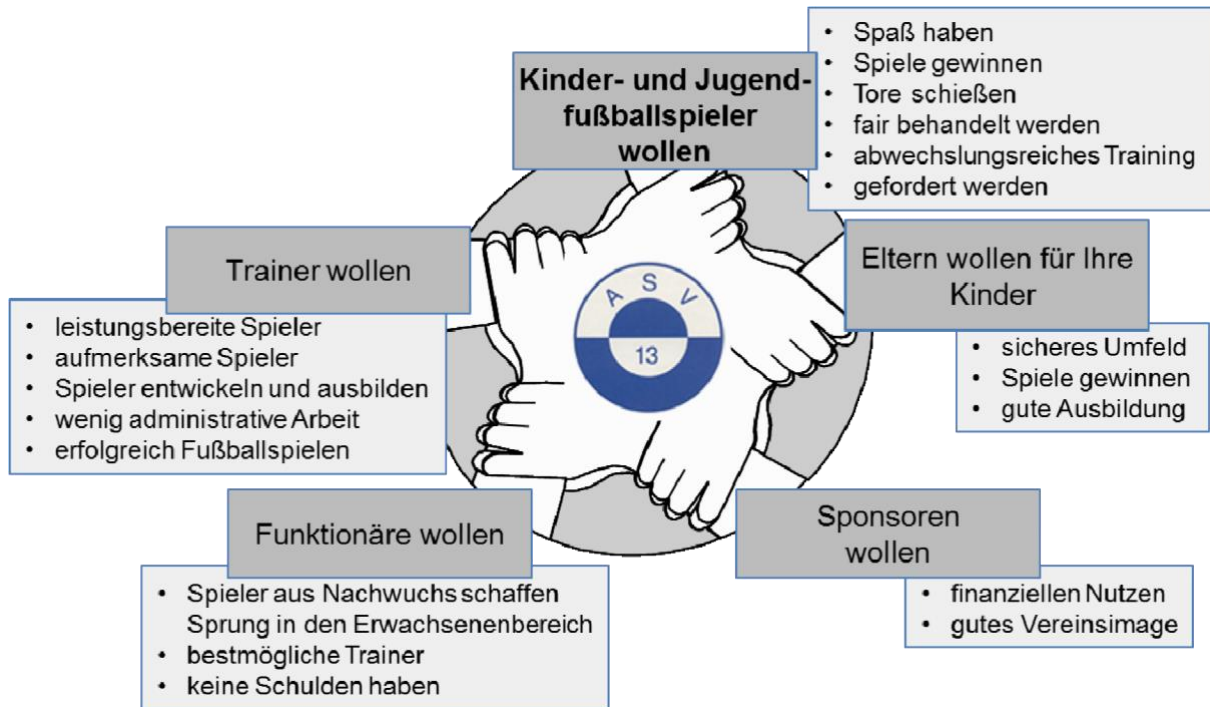 Kinder- und Jugend-
fußballspieler
wollen
• Spaß haben
• Spiele gewinnen
• Tore schießen
• fair behandelt werden
• abwechslungsreiches Training
• gefordert werden
Trainer wollen
• leistungsbereite Spieler
• aufmerksame Spieler
• Spieler entwickeln und ausbilden
• wenig administrative Arbeit
• erfolgreich Fußballspielen
A S V
13
Eltern wollen für Ihre
Kinder
• sicheres Umfeld
• Spiele gewinnen
• gute Ausbildung
Funktionäre wollen
• Spieler aus Nachwuchs schaffen
Sprung in den Erwachsenenbereich
• bestmögliche Trainer
• keine Schulden haben
Sponsoren
wollen
• finanziellen Nutzen
• gutes Vereinsimage